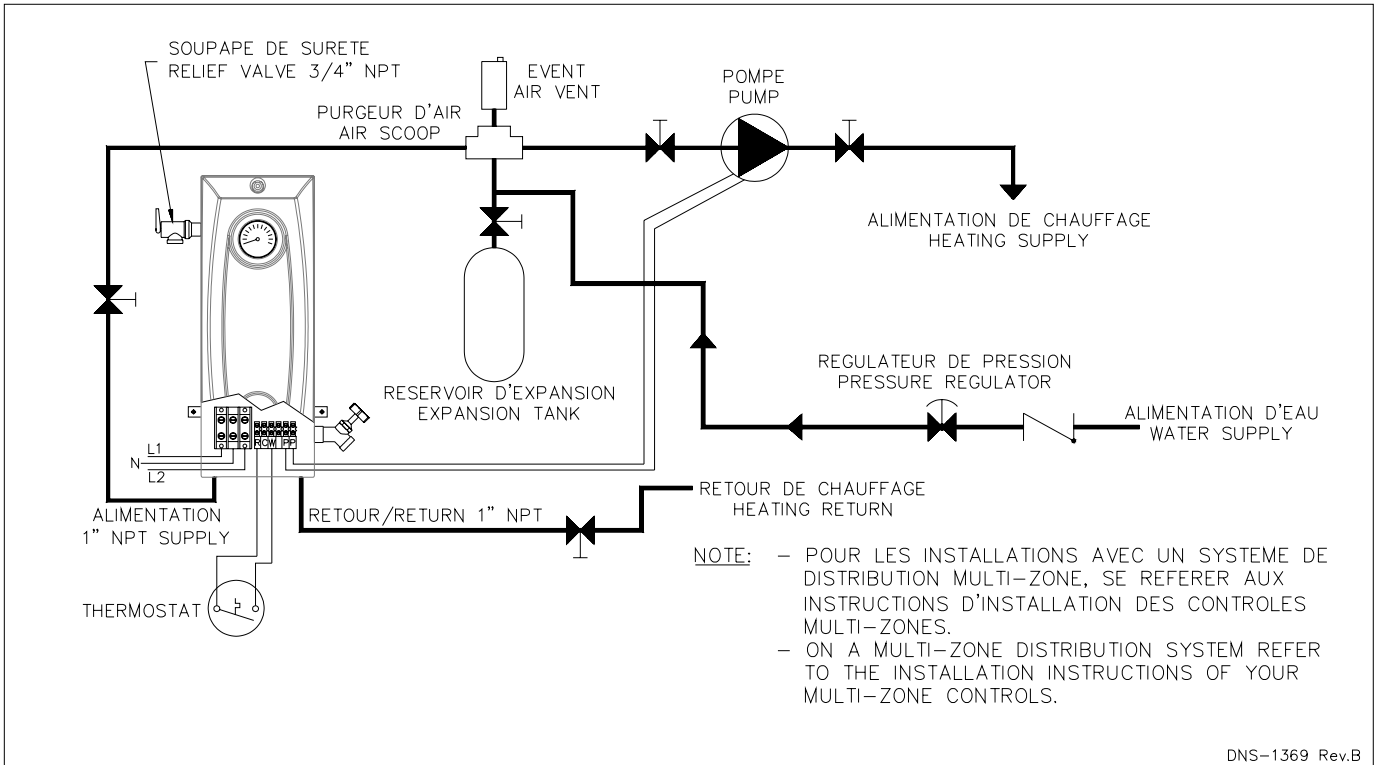 SOUPAPE DE SURETE
RELIEF VALVE 3/4” NPT
EVENT
AIR VENT
PURGEUR D'AIR
AIR SCOOP
POMPE
PUMP
ALIMENTATION DE CHAUFFAGE
HEATING SUPPLY
RESERVOIR D'EXPANSION
EXPANSION TANK
REGULATEUR DE PRESSION
PRESSURE REGULATOR
ALIMENTATION D'EAU
WATER SUPPLY
RCW PP
L1
N
L2
ALIMENTATION
1” NPT SUPPLY
RETOUR/RETURN 1” NPT
RETOUR DE CHAUFFAGE
HEATING RETURN
THERMOSTAT
NOTE: – POUR LES INSTALLATIONS AVEC UN SYSTEME DE
DISTRIBUTION MULTI–ZONE, SE REFERER AUX
INSTRUCTIONS D'INSTALLATION DES CONTROLES
MULTI–ZONES.
– ON A MULTI–ZONE DISTRIBUTION SYSTEM REFER
TO THE INSTALLATION INSTRUCTIONS OF YOUR
MULTI–ZONE CONTROLS.
DNS–1369 Rev.B